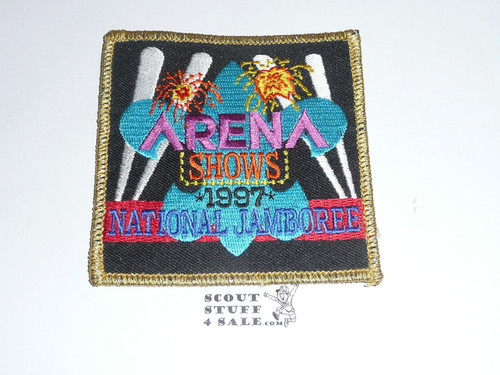 ARENA
SHOWS
*1997*
NATIONAL JAMBOREE
SCOUT
STUFF
4 SALE.com